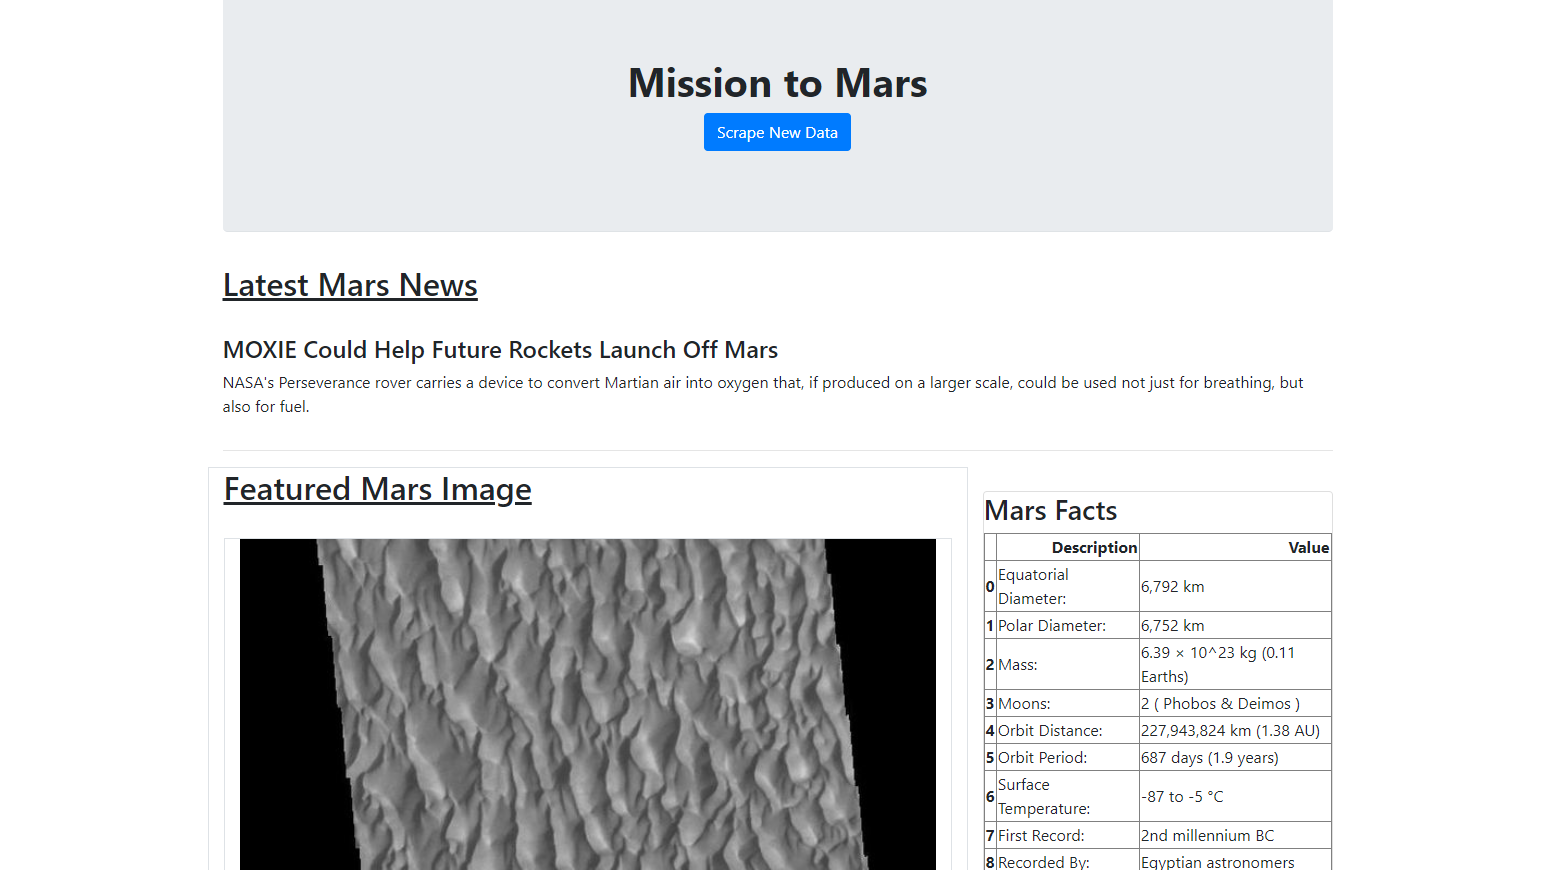 Mission to Mars
Scrape New Data
Latest Mars News
MOXIE Could Help Future Rockets Launch Off Mars
NASA's Perseverance rover carries a device to convert Martian air into oxygen that, if produced on a larger scale, could be used not just for breathing, but
also for fuel.
Featured Mars Image
Mars Facts
Description Value
0 Equatorial Diameter: 6,792 km
1 Polar Diameter: 6,752 km
2 Mass: 6.39 × 10^23 kg (0.11 Earths)
3 Moons: 2 ( Phobos & Deimos )
4 Orbit Distance: 227,943,824 km (1.38 AU)
5 Orbit Period: 687 days (1.9 years)
6 Surface Temperature: -87 to -5 °C
7 First Record: 2nd millennium BC
8 Recorded By: Egyptian astronomers